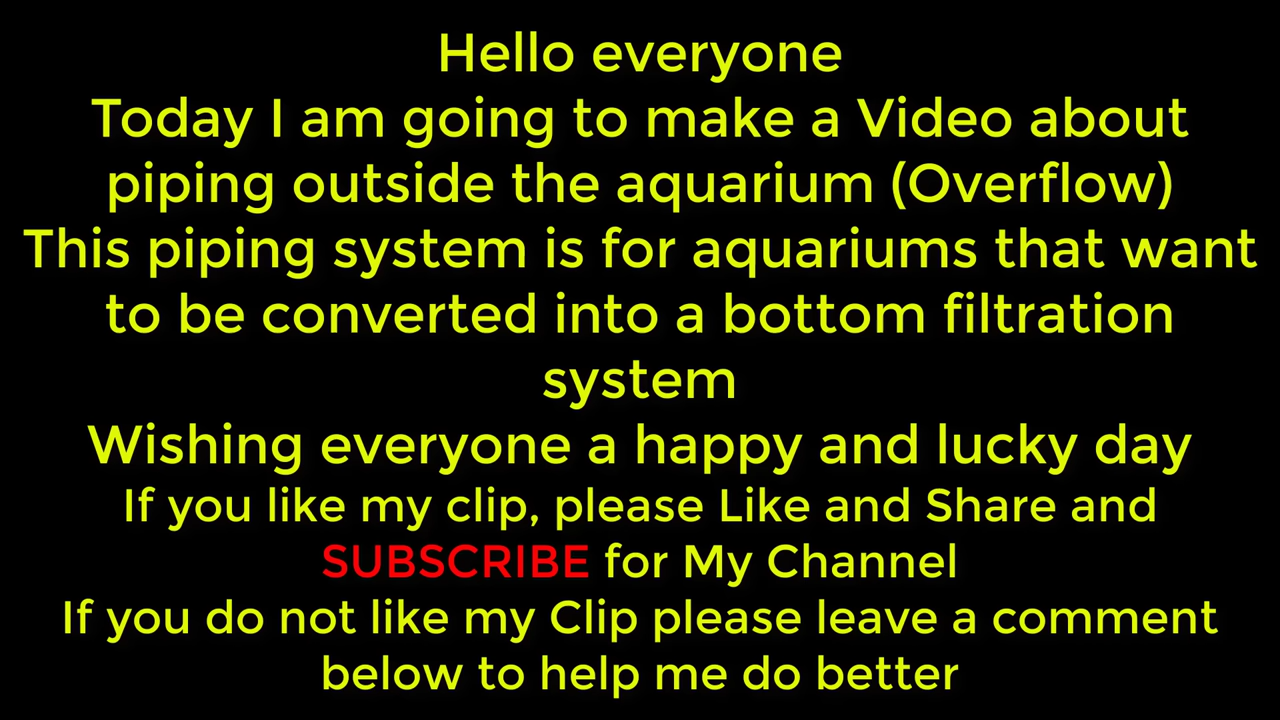 Hello everyone
Today I am going to make a Video about
piping outside the aquarium (Overflow)
This piping system is for aquariums that want
to be converted into a bottom filtration
system
Wishing everyone a happy and lucky day
If you like my clip, please Like and Share and
SUBSCRIBE for My Channel
If you do not like my Clip please leave a comment
below to help me do better